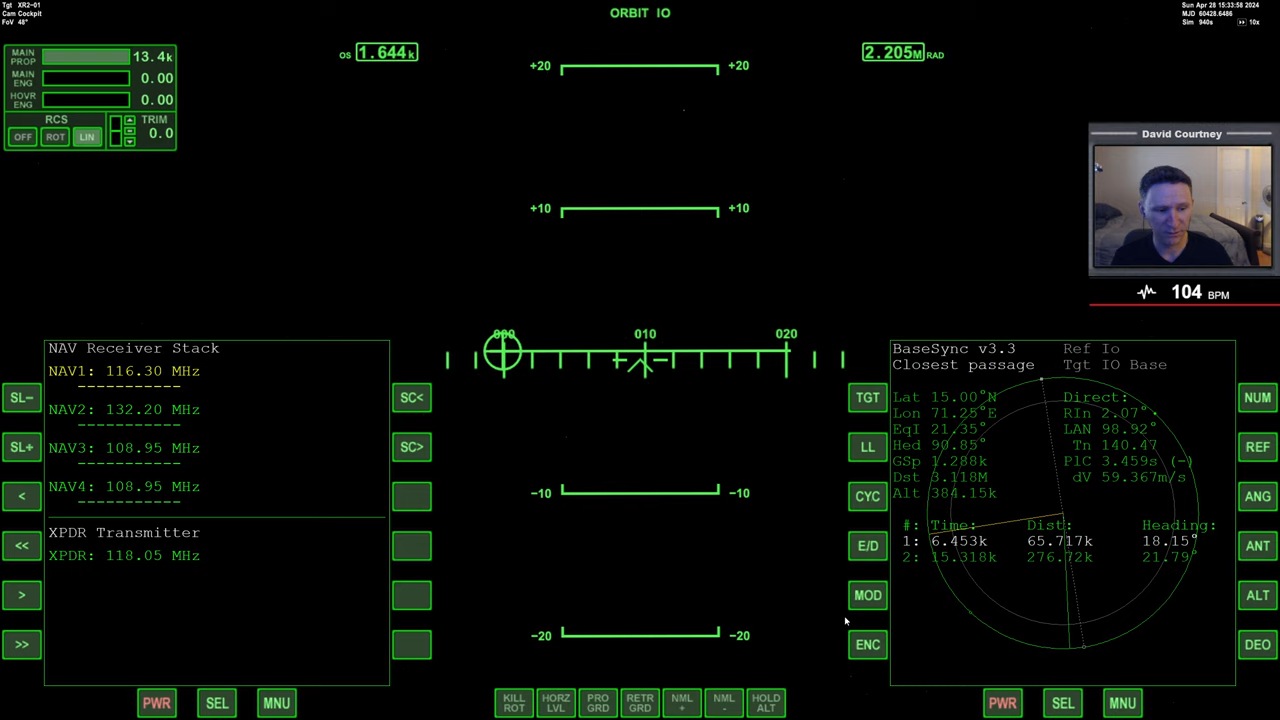 Tgt XR2-01
Cam Cockpit
FoV 48°
ORBIT IO
Sun Apr 28 15:33:58 2024
MJD 60428.6486
Sim 940s
10x
MAIN PROP 13.4k
MAIN ENG 0.00
HOVR ENG 0.00
RCS
TRIM
0.0
OFF ROT LIN
OS 1.644k
2.205M RAD
+20 +20
+10 +10
000 010 020
-10 -10
-20 -20
David Courtney
104 BPM
NAV Receiver Stack
NAV1: 116.30 MHz
NAV2: 132.20 MHz
NAV3: 108.95 MHz
NAV4: 108.95 MHz
XPDR Transmitter
XPDR: 118.05 MHz
SL-
SL+
<
<<
>
>>
SC<
SC>
PWR SEL MNU
KILL ROT
HORZ LVL
PRO GRD
RETR GRD
NML +
NML -
HOLD ALT
BaseSync v3.3 Ref Io
Closest passage Tgt IO Base
Lat 15.00°N Direct:
Lon 71.25°E RIn 2.07°
EqI 21.35° LAN 98.92°
Hed 90.85° Tn 140.47
GSp 1.288k PlC 3.459s (-)
Dst 3.118M dV 59.367m/s
Alt 384.15k
#: Time: Dist: Heading:
1: 6.453k 65.717k 18.15°
2: 15.318k 276.72k 21.79°
TGT
LL
CYC
E/D
MOD
ENC
NUM
REF
ANG
ANT
ALT
DEO
PWR SEL MNU